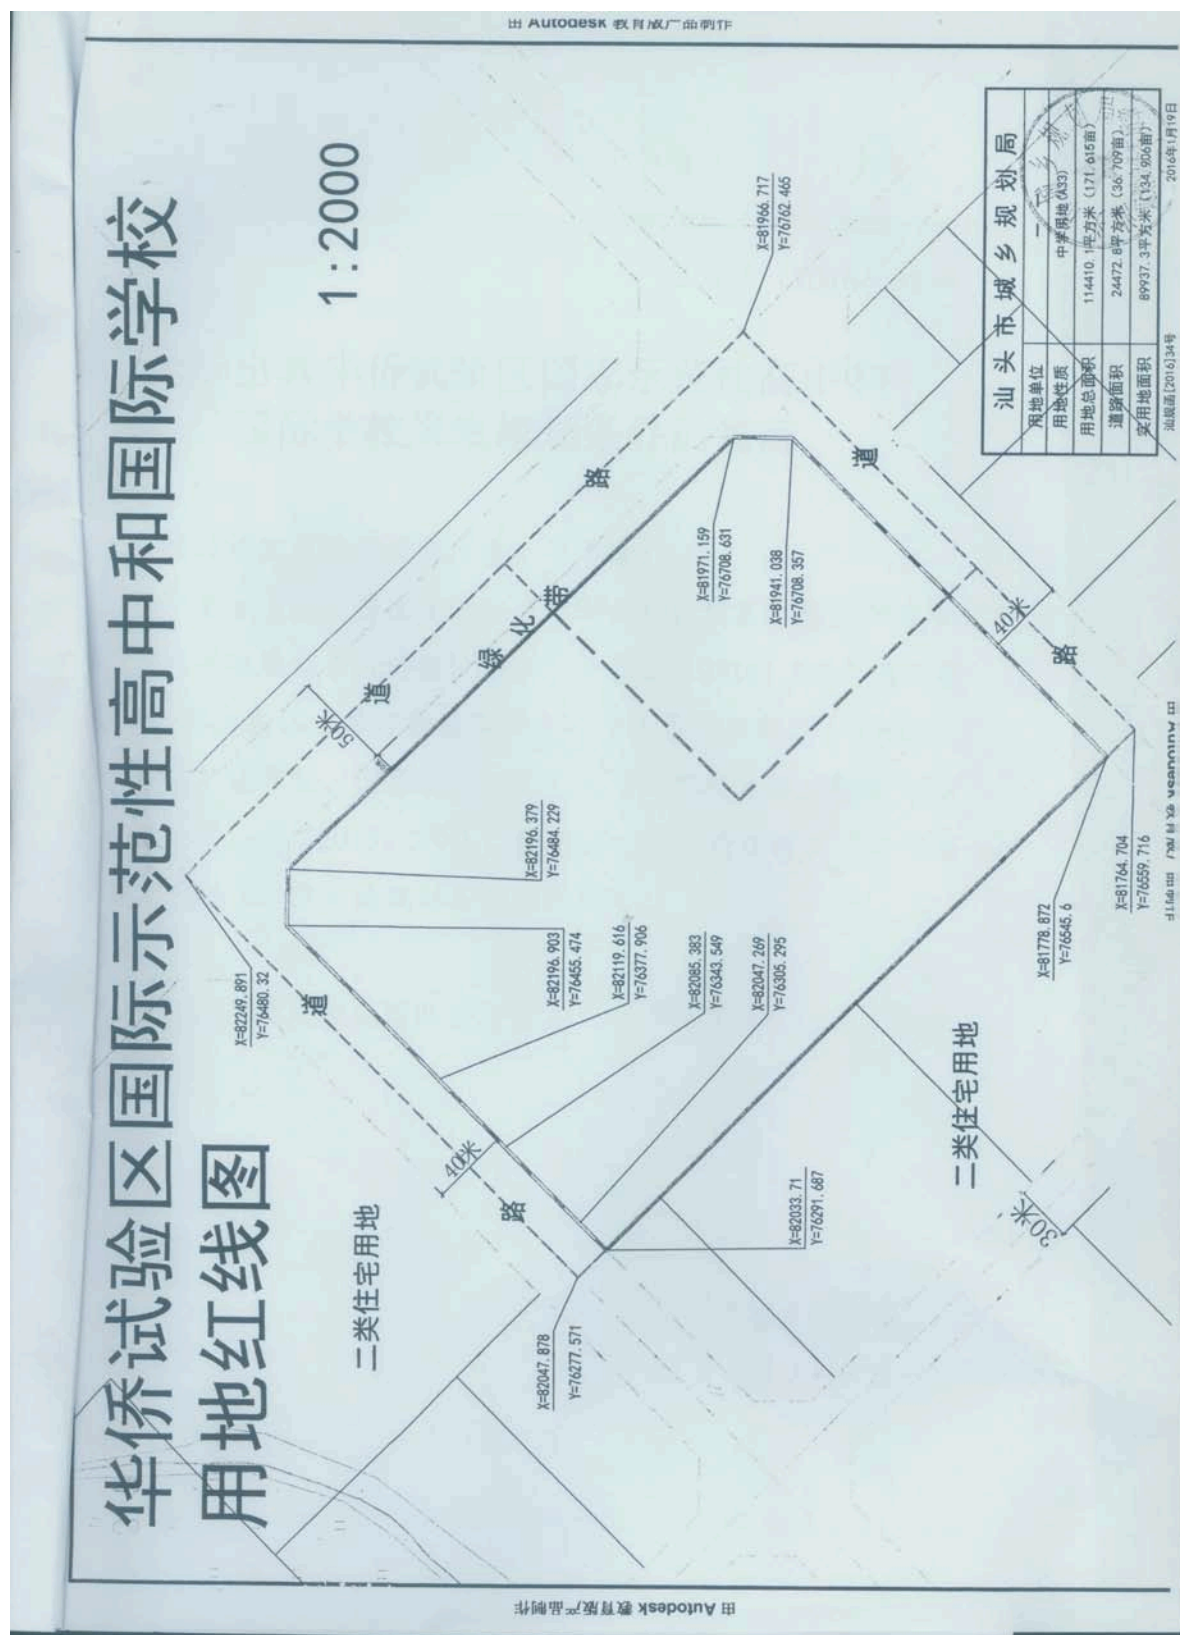 由 Autodesk 教育版产品制作
华侨试验区国际示范性高中和国际学校
用地红线图
1:2000
汕头市城乡规划局
用地单位 一
用地性质 中学用地(A33)
用地总面积 114410.1平方米(171.615亩)
道路面积 24472.8平方米(36.709亩)
实用地面积 89937.3平方米(134.906亩)
汕规函[2016]34号
2016年1月19日
X=81966.717
Y=76762.465
X=81971.159
Y=76708.631
X=81941.038
Y=76708.357
X=82196.379
Y=76484.229
X=82249.891
Y=76480.32
X=82196.903
Y=76455.474
X=82119.616
Y=76377.906
X=82085.383
Y=76343.549
X=82047.269
Y=76305.295
X=82033.71
Y=76291.687
X=82047.878
Y=76277.571
X=81778.872
Y=76545.6
X=81764.704
Y=76559.716
道路
绿化带
50米
道路
40米
道路
40米
二类住宅用地
二类住宅用地
30米
由 Autodesk 教育版产品制作
由 Autodesk 教育版产品制作